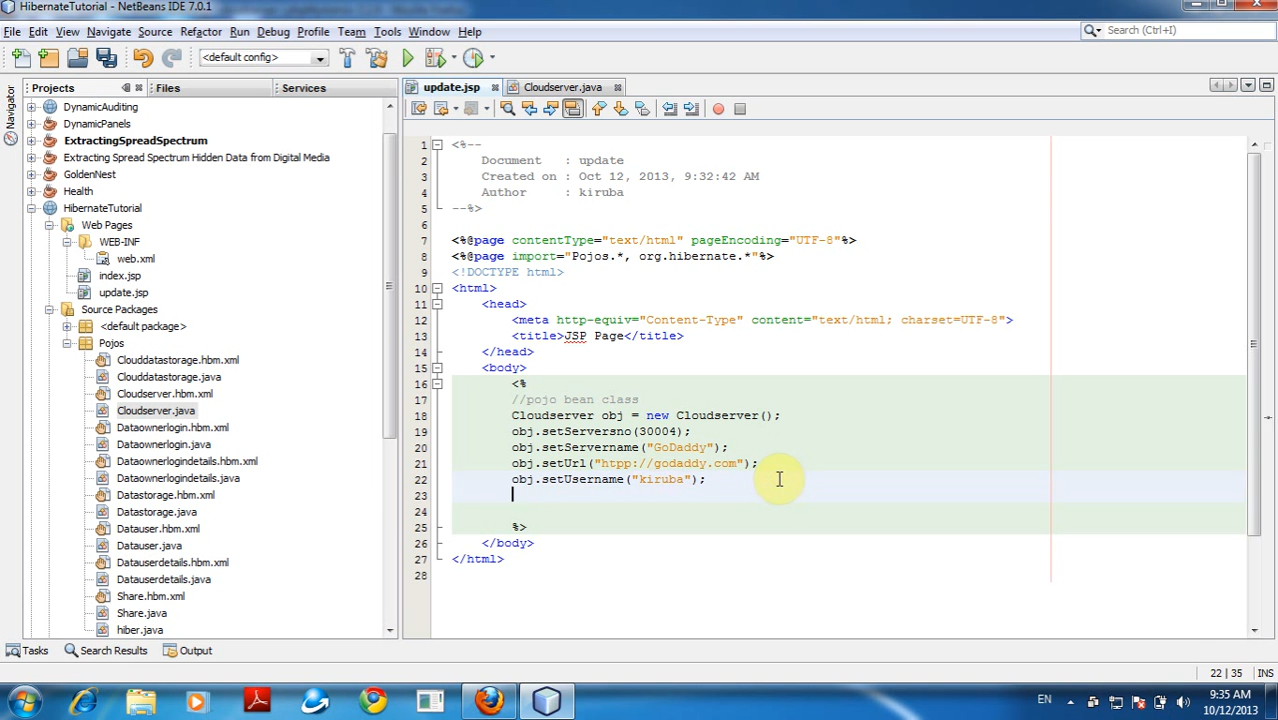 HibernateTutorial - NetBeans IDE 7.0.1
File Edit View Navigate Source Refactor Run Debug Profile Team Tools Window Help
Search (Ctrl+I)
<default config>
Projects Files Services
update.jsp Cloudserver.java
Navigator
DynamicAuditing
DynamicPanels
ExtractingSpreadSpectrum
Extracting Spread Spectrum Hidden Data from Digital Media
GoldenNest
Health
HibernateTutorial
Web Pages
WEB-INF
web.xml
index.jsp
update.jsp
Source Packages
<default package>
Pojos
Clouddatastorage.hbm.xml
Clouddatastorage.java
Cloudserver.hbm.xml
Cloudserver.java
Dataownerlogin.hbm.xml
Dataownerlogin.java
Dataownerlogindetails.hbm.xml
Dataownerlogindetails.java
Datastorage.hbm.xml
Datauser.hbm.xml
Datauser.java
Datauserdetails.hbm.xml
Datauserdetails.java
Share.hbm.xml
Share.java
hiber.java
1 <%--
2 Document : update
3 Created on : Oct 12, 2013, 9:32:42 AM
4 Author : kiruba
5 --%>
6
7 <%@page contentType="text/html" pageEncoding="UTF-8"%>
8 <%@page import="Pojos.*, org.hibernate.*"%>
9 <!DOCTYPE html>
10 <html>
11 <head>
12 <meta http-equiv="Content-Type" content="text/html; charset=UTF-8">
13 <title>JSP Page</title>
14 </head>
15 <body>
16 <%
17 //pojo bean class
18 Cloudserver obj = new Cloudserver();
19 obj.setServersno(30004);
20 obj.setServername("GoDaddy");
21 obj.setUrl("htpp://godaddy.com");
22 obj.setUsername("kiruba");
23
24
25 %>
26 </body>
27 </html>
28
Tasks Search Results Output
22 | 35 INS
EN
9:35 AM
10/12/2013